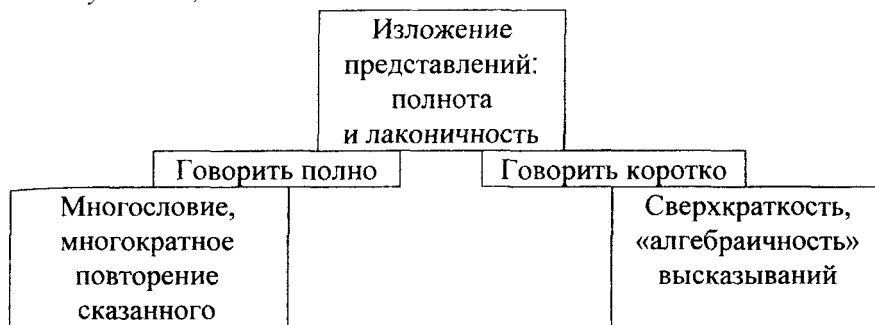 Изложение
представлений:
полнота
и лаконичность
Говорить полно
Говорить коротко
Многословие,
многократное
повторение
сказанного
Сверхкраткость,
«алгебраичность»
высказываний